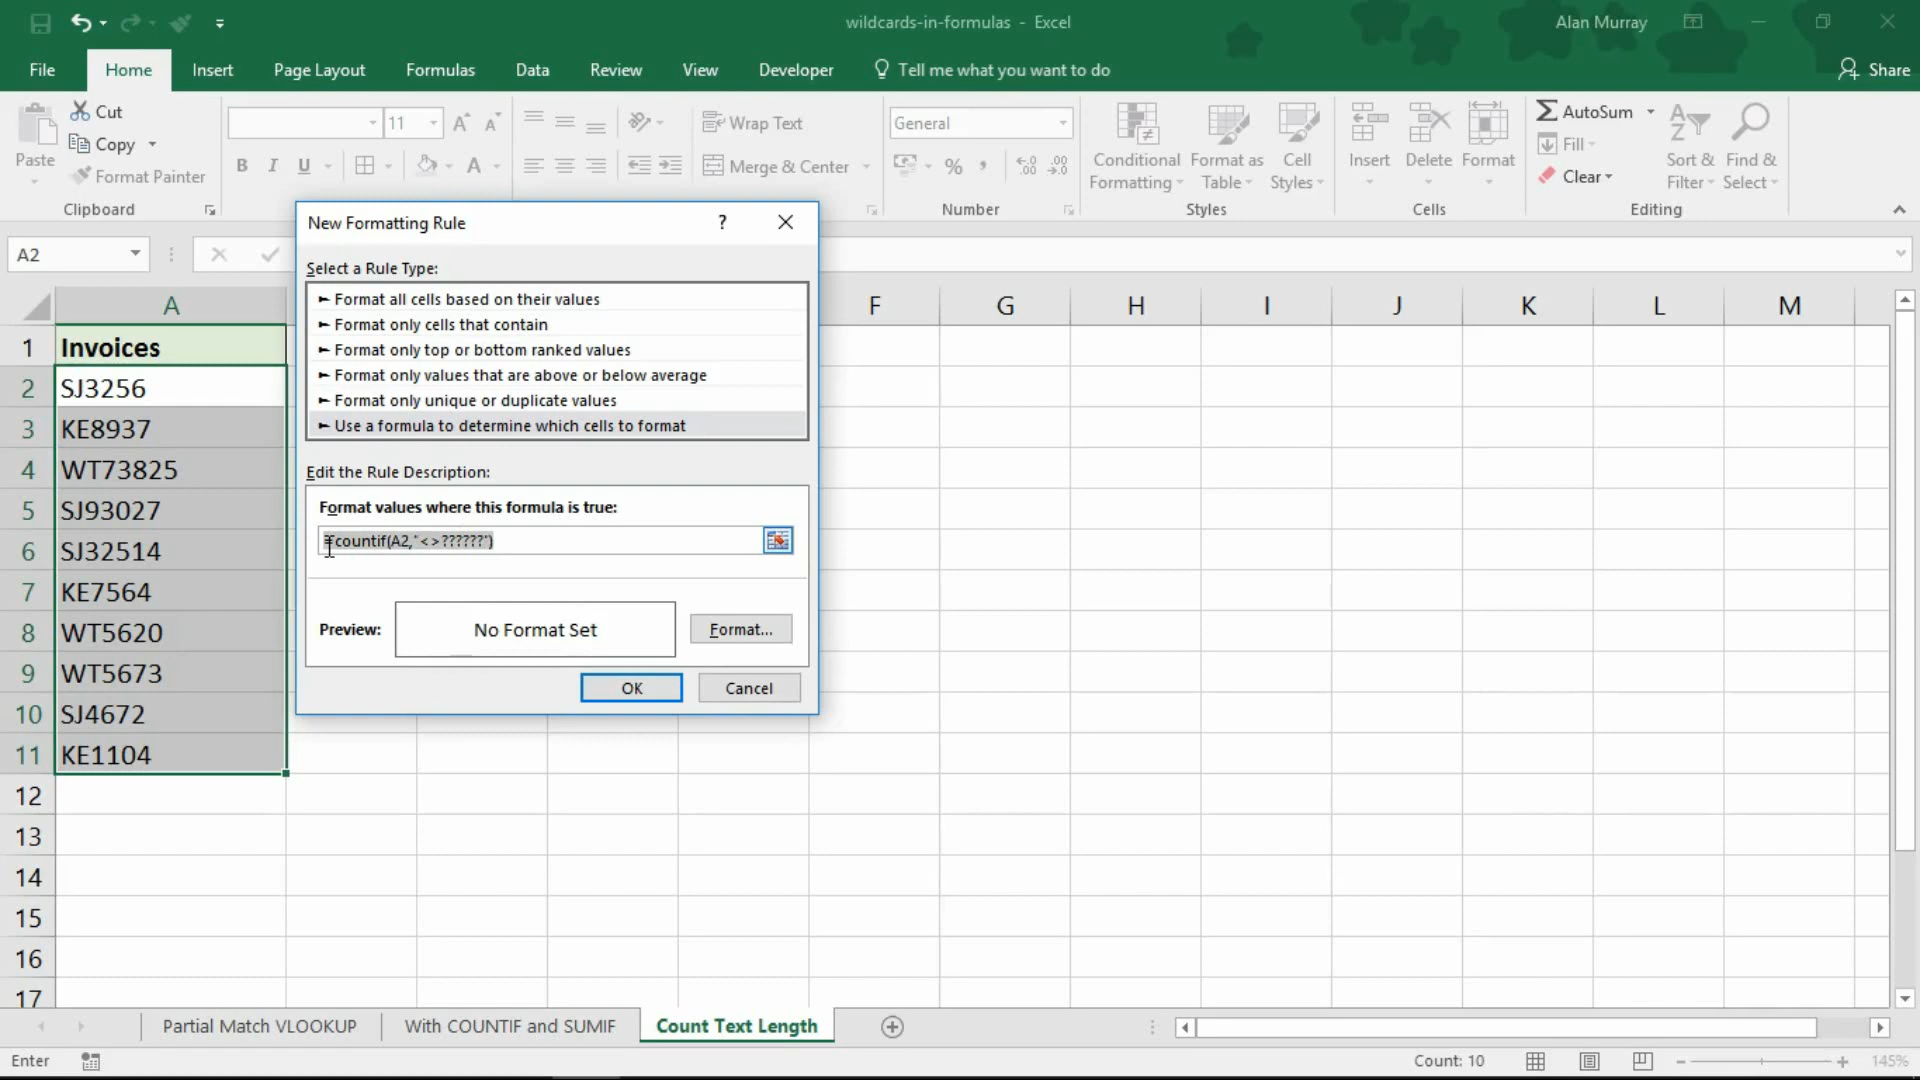 wildcards-in-formulas - Excel
Alan Murray
File Home Insert Page Layout Formulas Data Review View Developer Tell me what you want to do Share
Paste
Cut
Copy
Format Painter
Clipboard
11
B I U
A A
A
Wrap Text
Merge & Center
General
%
Number
Conditional Formatting
Format as Table
Cell Styles
Styles
Insert
Delete
Format
Cells
AutoSum
Fill
Clear
Sort & Filter
Find & Select
Editing
A2
New Formatting Rule ?
Select a Rule Type:
► Format all cells based on their values
► Format only cells that contain
► Format only top or bottom ranked values
► Format only values that are above or below average
► Format only unique or duplicate values
► Use a formula to determine which cells to format
Edit the Rule Description:
Format values where this formula is true:
=countif(A2,"<>??????")
Preview: No Format Set Format...
OK Cancel
A F G H I J K L M
1 Invoices
2 SJ3256
3 KE8937
4 WT73825
5 SJ93027
6 SJ32514
7 KE7564
8 WT5620
9 WT5673
10 SJ4672
11 KE1104
12
13
14
15
16
17
Partial Match VLOOKUP With COUNTIF and SUMIF Count Text Length
Enter Count: 10 145%